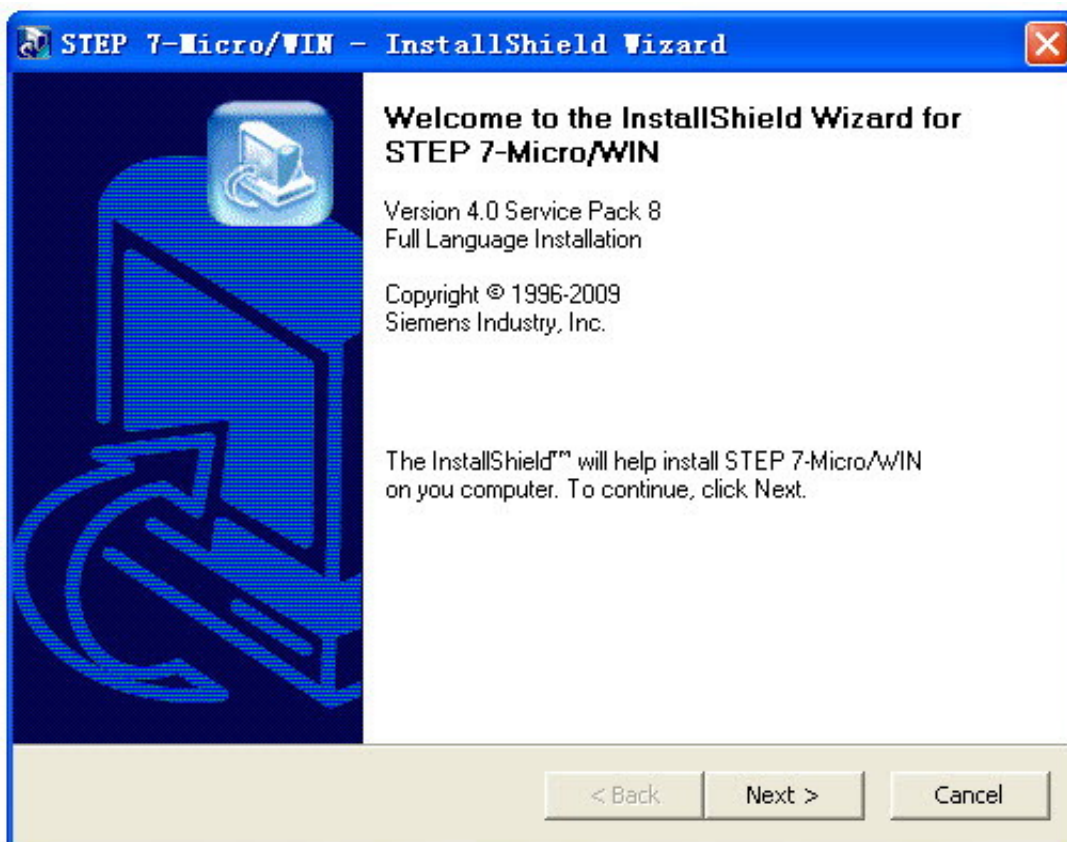 STEP 7-Micro/WIN - InstallShield Wizard
Welcome to the InstallShield Wizard for
STEP 7-Micro/WIN
Version 4.0 Service Pack 8
Full Language Installation
Copyright © 1996-2009
Siemens Industry, Inc.
The InstallShield™ will help install STEP 7-Micro/WIN
on you computer. To continue, click Next.
< Back
Next >
Cancel